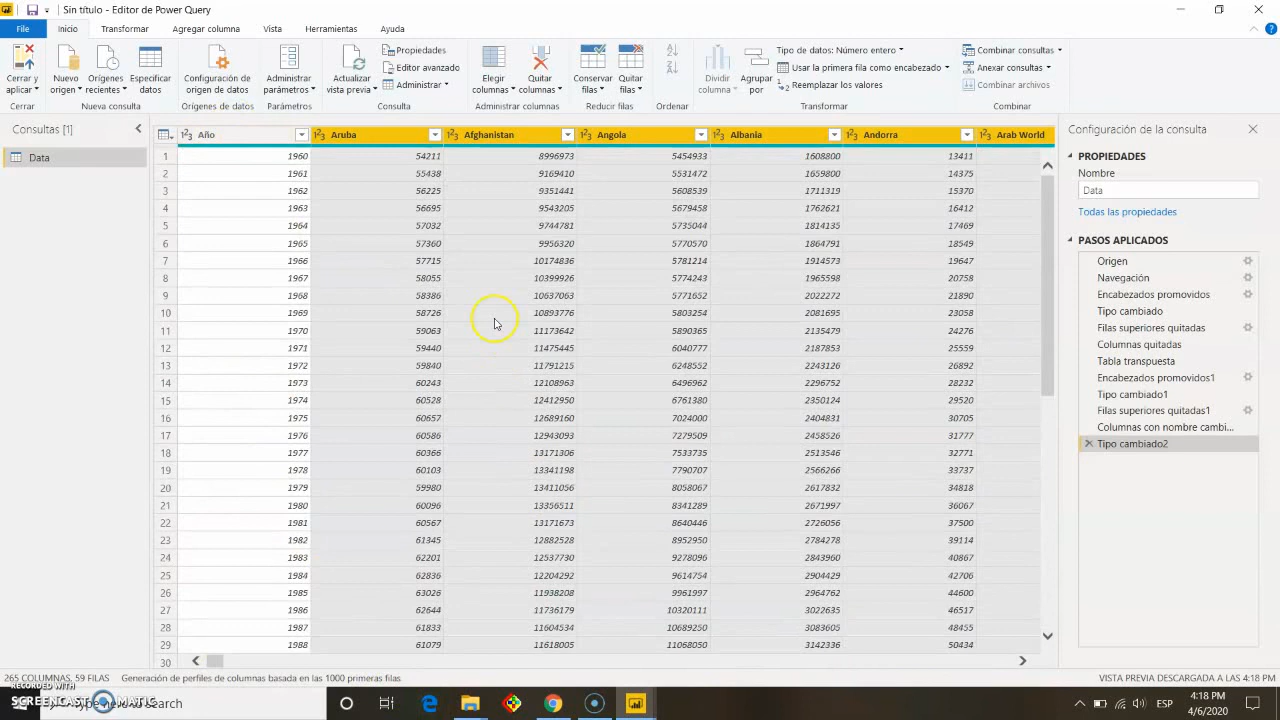 Sin título - Editor de Power Query
File Inicio Transformar Agregar columna Vista Herramientas Ayuda
Cerrar y aplicar
Nuevo origen
Orígenes recientes
Especificar datos
Configuración de origen de datos
Administrar parámetros
Actualizar vista previa
Propiedades
Editor avanzado
Administrar
Elegir columnas
Quitar columnas
Conservar filas
Quitar filas
Dividir columna
Agrupar por
Tipo de datos: Número entero
Usar la primera fila como encabezado
Reemplazar los valores
Combinar consultas
Anexar consultas
Combinar archivos
Cerrar Nueva consulta Orígenes de datos Parámetros Consulta Administrar columnas Reducir filas Ordenar Transformar Combinar
Consultas [1]
Data
Año Aruba Afghanistan Angola Albania Andorra Arab World
1 1960 54211 8996973 5454933 1608800 13411
2 1961 55438 9169410 5531472 1659800 14375
3 1962 56225 9351441 5608539 1711319 15370
4 1963 56695 9543205 5679458 1762621 16412
5 1964 57032 9744781 5735044 1814135 17469
6 1965 57360 9956320 5770570 1864791 18549
7 1966 57715 10174836 5781214 1914573 19647
8 1967 58055 10399926 5774243 1965598 20758
9 1968 58386 10637063 5771652 2022272 21890
10 1969 58726 10893776 5803254 2081695 23058
11 1970 59063 11173642 5890365 2135479 24276
12 1971 59440 11475445 6040777 2187853 25559
13 1972 59840 11791215 6248552 2243126 26892
14 1973 60243 12108963 6496962 2296752 28232
15 1974 60528 12412950 6761380 2350124 29520
16 1975 60657 12689160 7024000 2404831 30705
17 1976 60586 12943093 7279509 2458526 31777
18 1977 60366 13171306 7533735 2513546 32771
19 1978 60103 13341198 7790707 2566266 33737
20 1979 59980 13411056 8058067 2617832 34818
21 1980 60096 13356511 8341289 2671997 36067
22 1981 60567 13171673 8640446 2726056 37500
23 1982 61345 12882528 8952950 2784278 39114
24 1983 62201 12537730 9278096 2843960 40867
25 1984 62836 12204292 9614754 2904429 42706
26 1985 63026 11938208 9961997 2964762 44600
27 1986 62644 11736179 10320111 3022635 46517
28 1987 61833 11604534 10689250 3083605 48455
29 1988 61079 11618005 11068050 3142336 50434
30
Configuración de la consulta
PROPIEDADES
Nombre
Data
Todas las propiedades
PASOS APLICADOS
Origen
Navegación
Encabezados promovidos
Tipo cambiado
Filas superiores quitadas
Columnas quitadas
Tabla transpuesta
Encabezados promovidos1
Tipo cambiado1
Filas superiores quitadas1
Columnas con nombre cambi...
Tipo cambiado2
265 COLUMNAS, 59 FILAS Generación de perfiles de columnas basada en las 1000 primeras filas VISTA PREVIA DESCARGADA A LAS 4:18 PM
RECORDED WITH
SCREENCAST MATIC
Type here to search
ESP
4:18 PM
4/6/2020